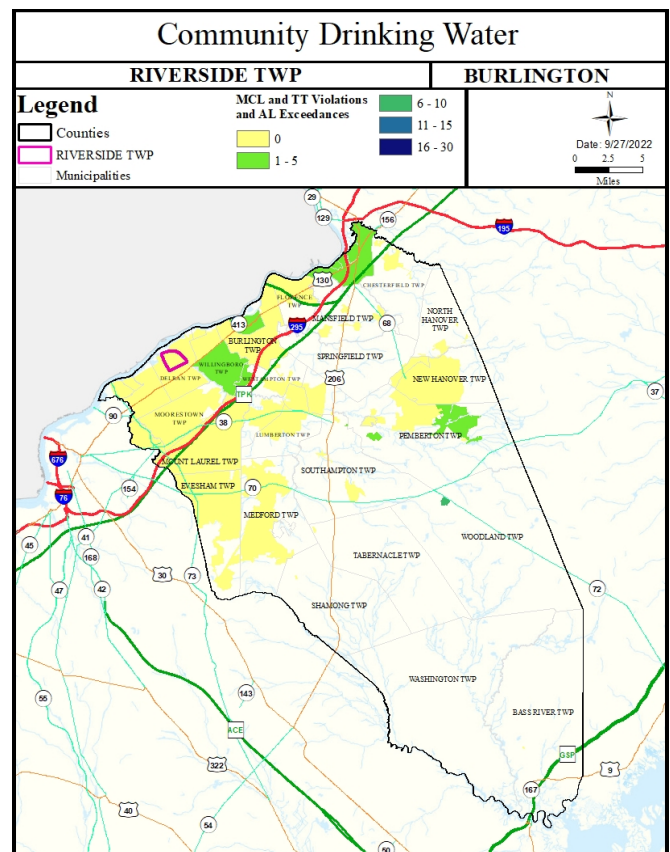 Community Drinking Water
RIVERSIDE TWP
BURLINGTON
Legend
Counties
RIVERSIDE TWP
Municipalities
MCL and TT Violations
and AL Exceedances
0
1 - 5
6 - 10
11 - 15
16 - 30
N
Date: 9/27/2022
0 2.5 5
Miles
29
129
156
195
130
CHESTERFIELD TWP
FLORENCE
TWP
413
295
MANSFIELD TWP
68
NORTH
HANOVER
TWP
BURLINGTON
TWP
SPRINGFIELD TWP
WILLINGBORO
TWP
DELRAN TWP
WESTAMPTON TWP
206
NEW HANOVER TWP
37
TPK
90
MOORESTOWN
TWP
38
LUMBERTON TWP
PEMBERTON TWP
676
MOUNT LAUREL TWP
SOUTHAMPTON TWP
154
EVESHAM TWP
70
76
MEDFORD TWP
45
41
168
WOODLAND TWP
TABERNACLE TWP
30
73
47
42
72
SHAMONG TWP
WASHINGTON TWP
143
55
BASS RIVER TWP
ACE
GSP
322
9
167
40
54
50